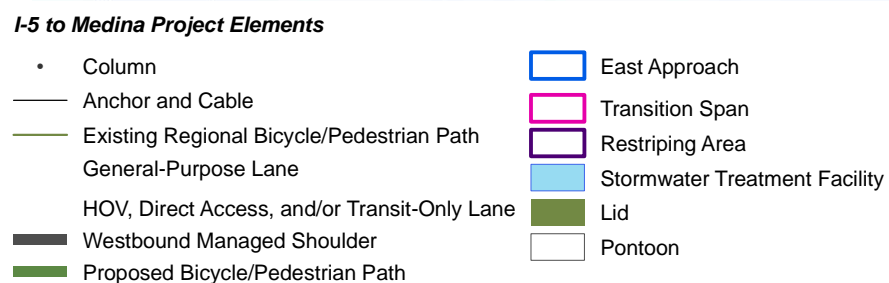 I-5 to Medina Project Elements
Column
Anchor and Cable
Existing Regional Bicycle/Pedestrian Path
General-Purpose Lane
HOV, Direct Access, and/or Transit-Only Lane
Westbound Managed Shoulder
Proposed Bicycle/Pedestrian Path
East Approach
Transition Span
Restriping Area
Stormwater Treatment Facility
Lid
Pontoon